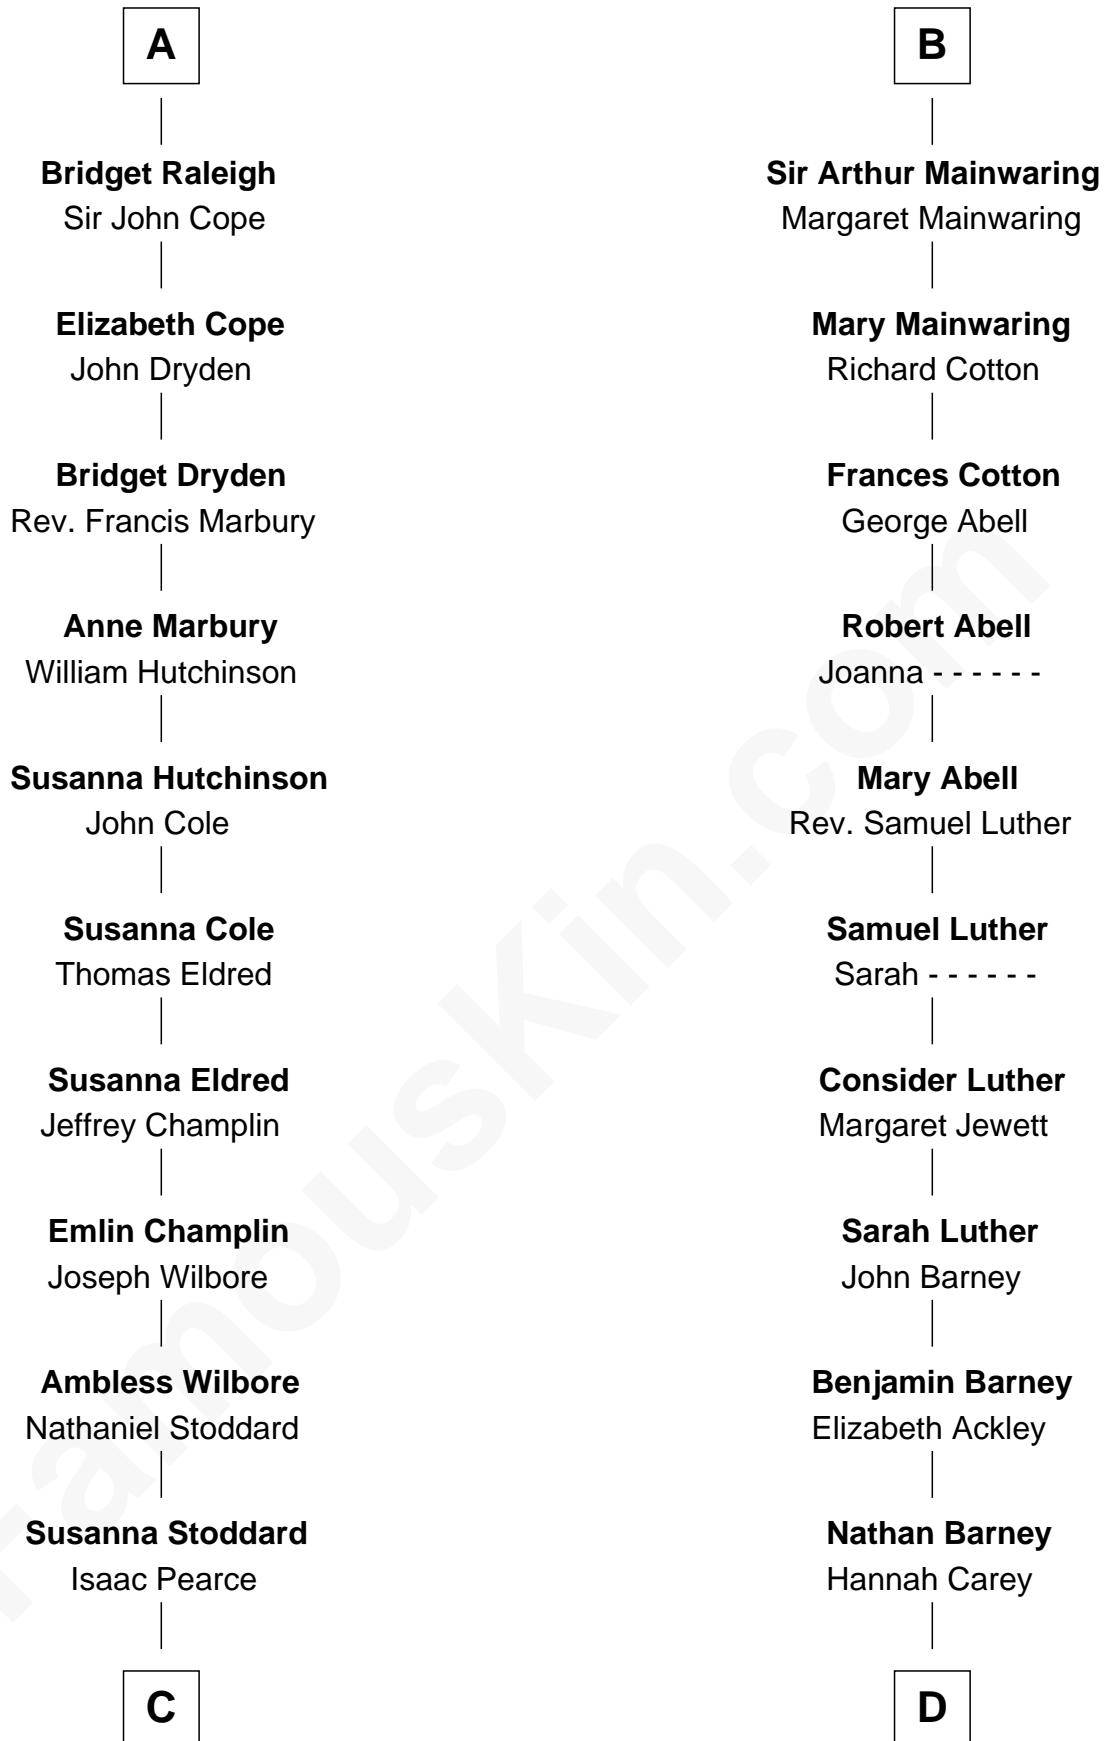 A
Bridget Raleigh
Sir John Cope
Elizabeth Cope
John Dryden
Bridget Dryden
Rev. Francis Marbury
Anne Marbury
William Hutchinson
Susanna Hutchinson
John Cole
Susanna Cole
Thomas Eldred
Susanna Eldred
Jeffrey Champlin
Emlin Champlin
Joseph Wilbore
Ambless Wilbore
Nathaniel Stoddard
Susanna Stoddard
Isaac Pearce
C
B
Sir Arthur Mainwaring
Margaret Mainwaring
Mary Mainwaring
Richard Cotton
Frances Cotton
George Abell
Robert Abell
Joanna - - - - - -
Mary Abell
Rev. Samuel Luther
Samuel Luther
Sarah - - - - - -
Consider Luther
Margaret Jewett
Sarah Luther
John Barney
Benjamin Barney
Elizabeth Ackley
Nathan Barney
Hannah Carey
D
FamousKin.com